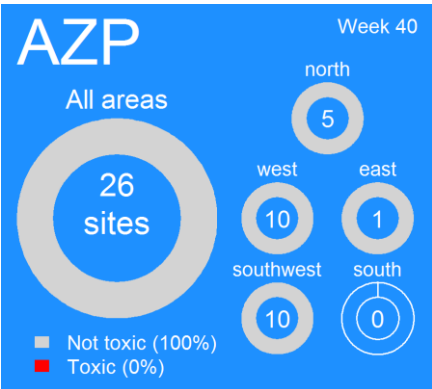 AZP
Week 40
All areas
26
sites
north
5
west
10
east
1
southwest
10
south
0
Not toxic (100%)
Toxic (0%)